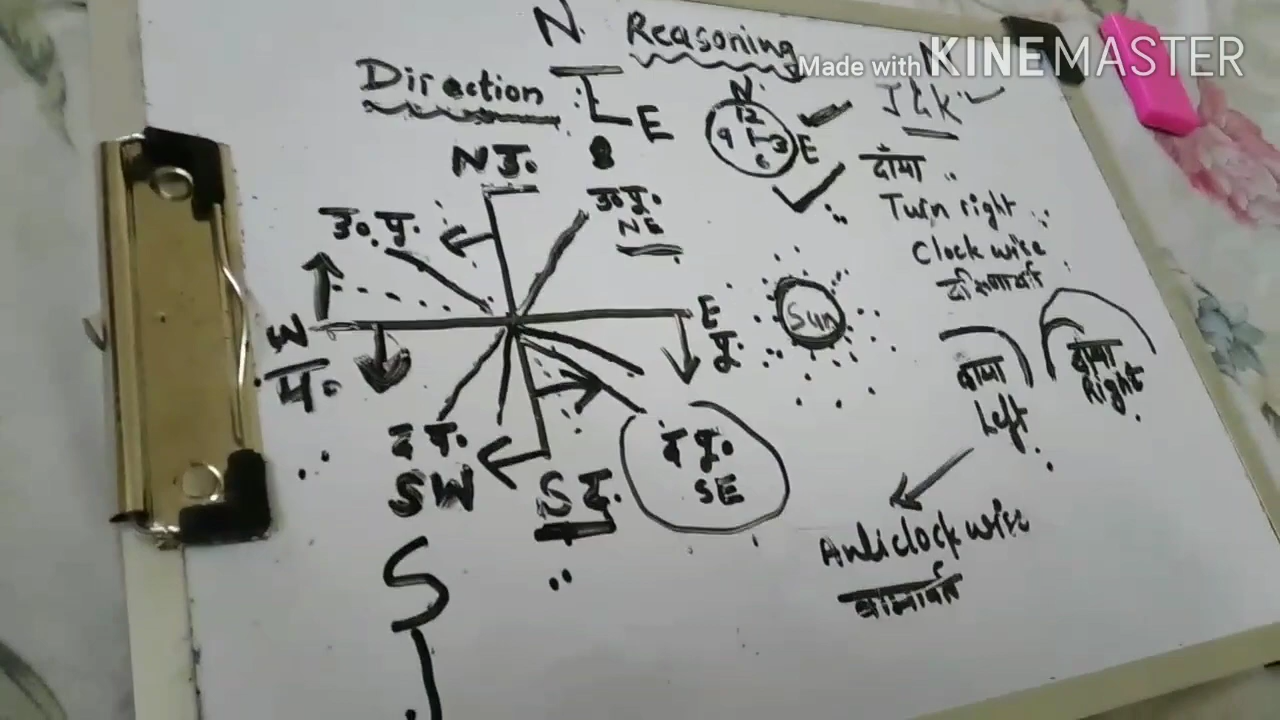 N
Reasoning
Made with KINEMASTER
Direction
E
N
12
9 3 E
6
J&K
N उ.
दाँया
Turn right
Clock wise
उ.पू.
NE
उ.प.
Sun
E
पू.
W
प.
दाया
Right
बाया
Left
द प.
SW
S द.
द पू.
SE
Anticlock wise
वामावर्त
S